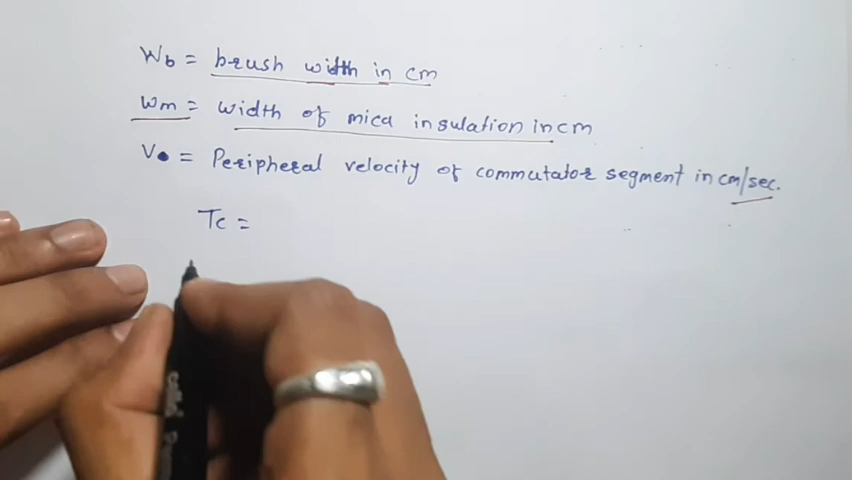 Wb = brush width in cm
Wm = width of mica insulation in cm
V = Peripheral velocity of commutator segment in cm/sec.
Tc =